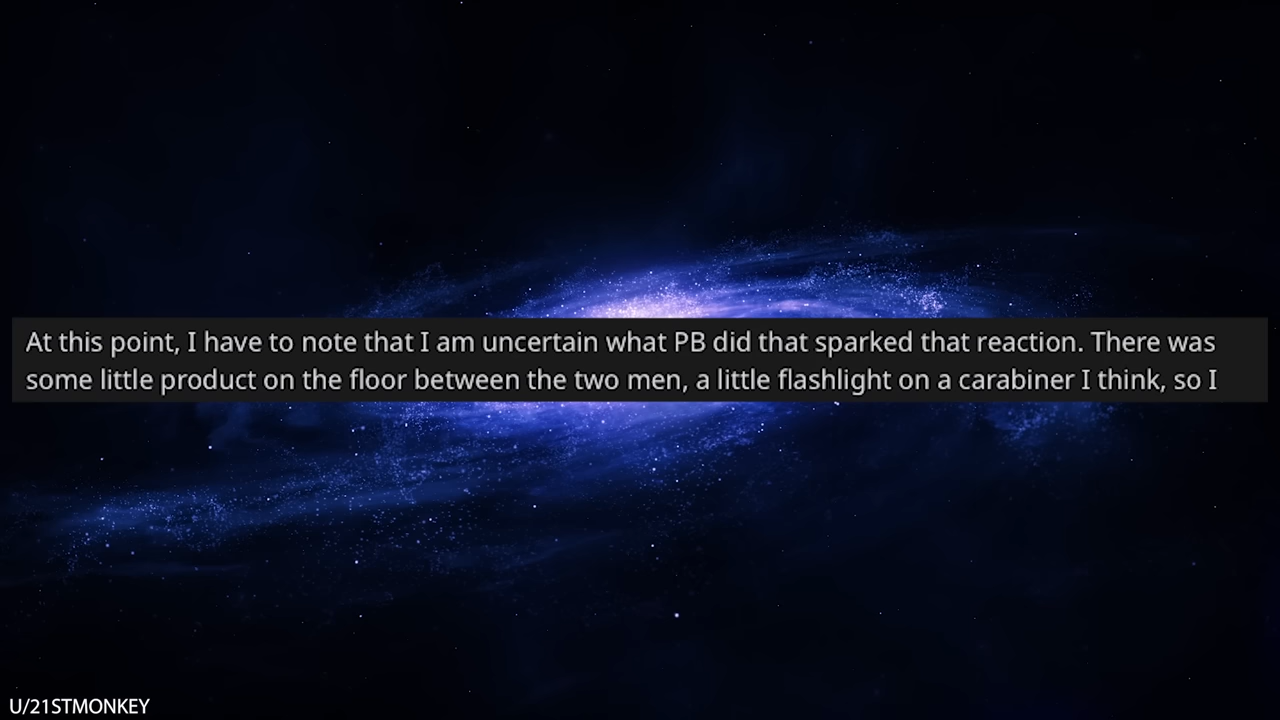 At this point, I have to note that I am uncertain what PB did that sparked that reaction. There was
some little product on the floor between the two men, a little flashlight on a carabiner I think, so I
U/21STMONKEY